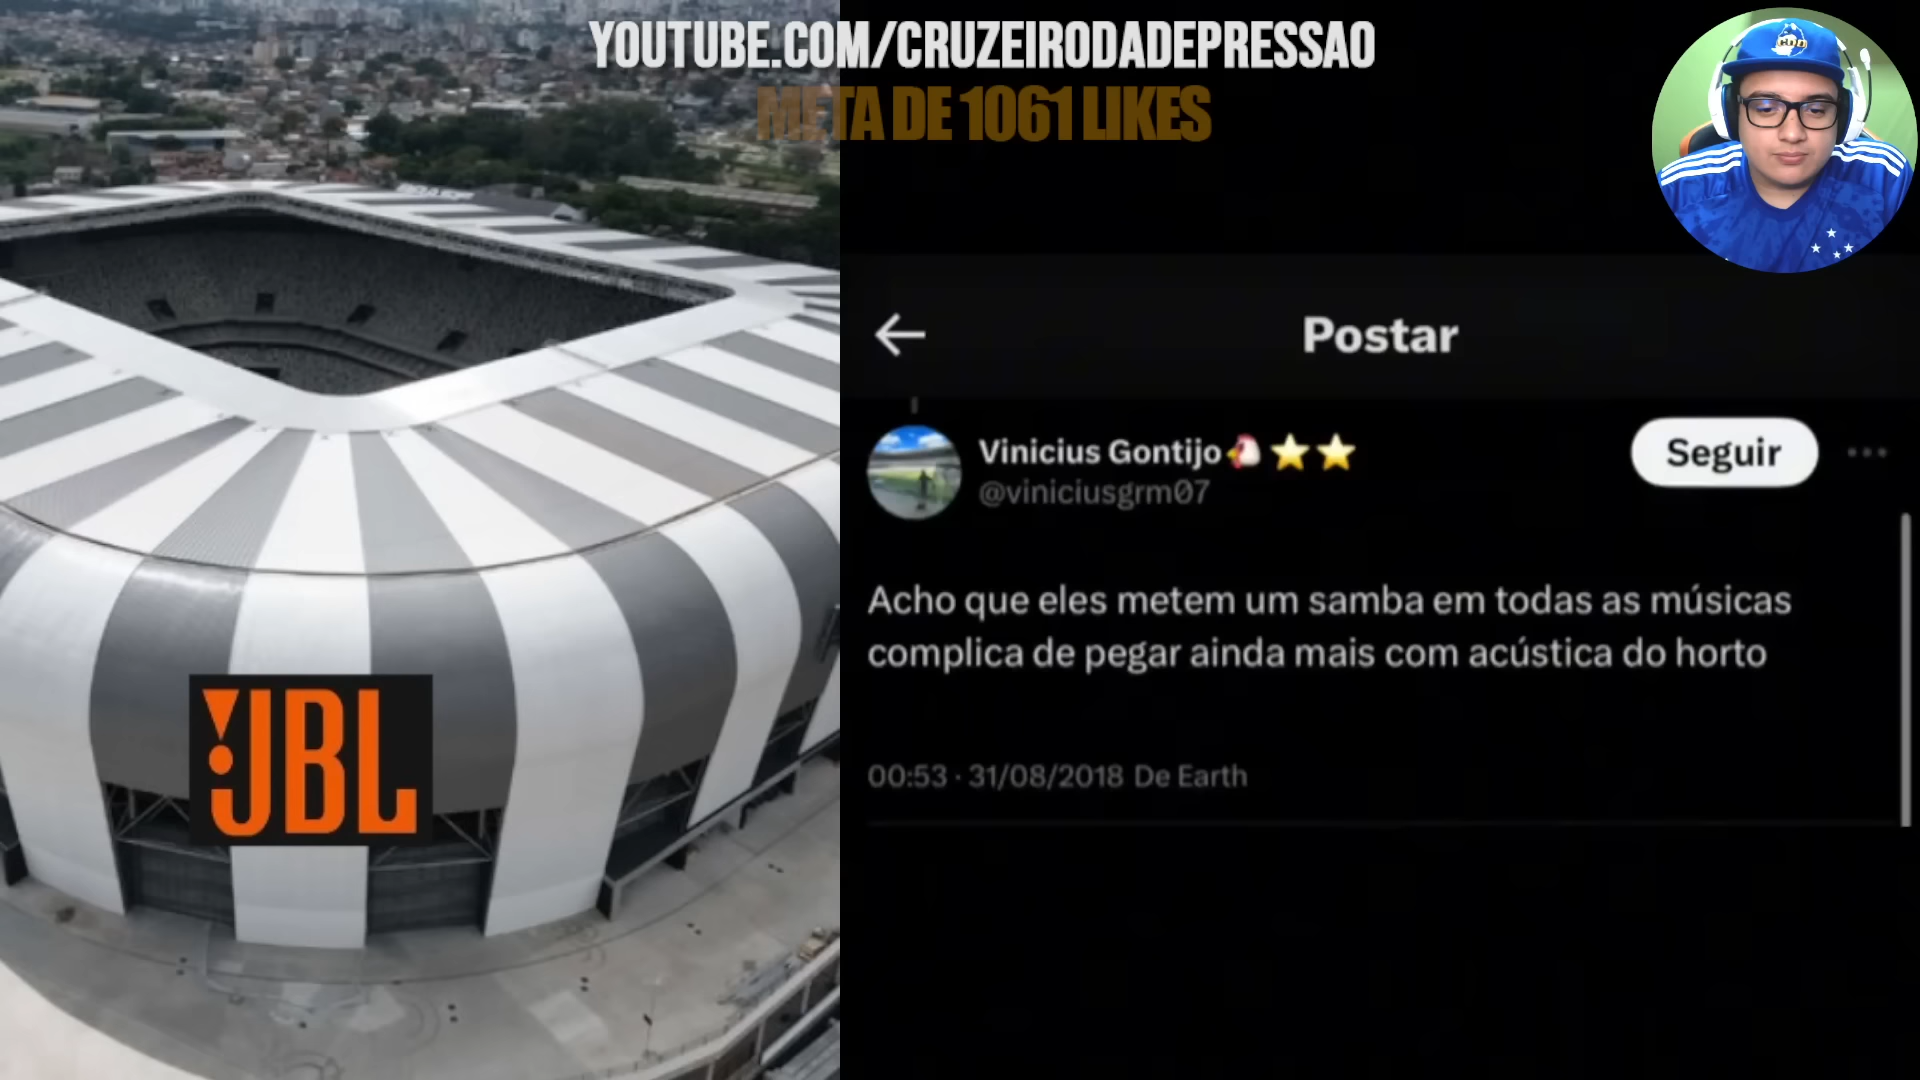 YOUTUBE.COM/CRUZEIRODADEPRESSAO
META DE 1061 LIKES
JBL
Postar
Vinicius Gontijo🐔⭐⭐
@viniciusgrm07
Seguir
Acho que eles metem um samba em todas as músicas
complica de pegar ainda mais com acústica do horto
00:53 · 31/08/2018 De Earth